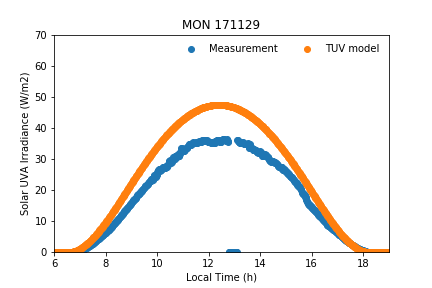 MON 171129
Measurement
TUV model
Solar UVA Irradiance (W/m2)
70
60
50
40
30
20
10
0
6 8 10 12 14 16 18
Local Time (h)